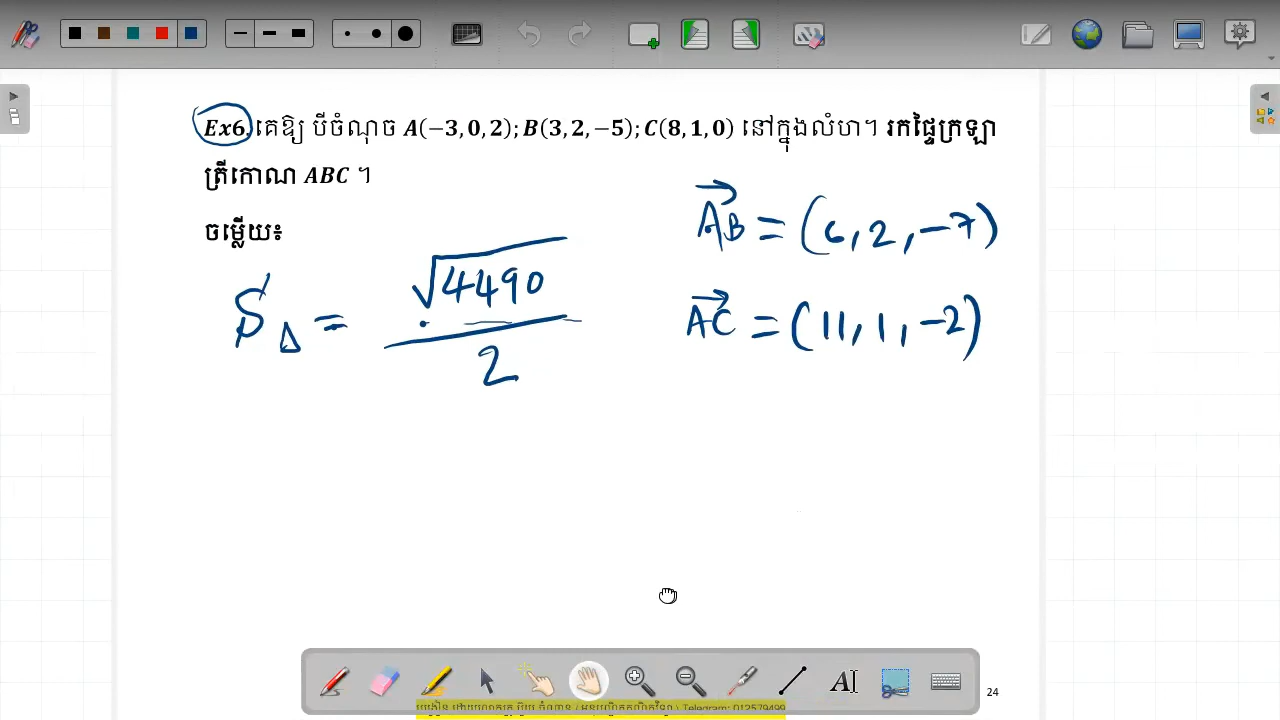 Ex6. គេឱ្យ បីចំណុច A(−3, 0, 2); B(3, 2, −5); C(8, 1, 0) នៅក្នុងលំហ។ រកផ្ទៃក្រឡា
ត្រីកោណ ABC ។
ចម្លើយ៖
AB = (6, 2, −7)
S△ = √4490 / 2
AC = (11, 1, −2)
24
Telegram: 012579499